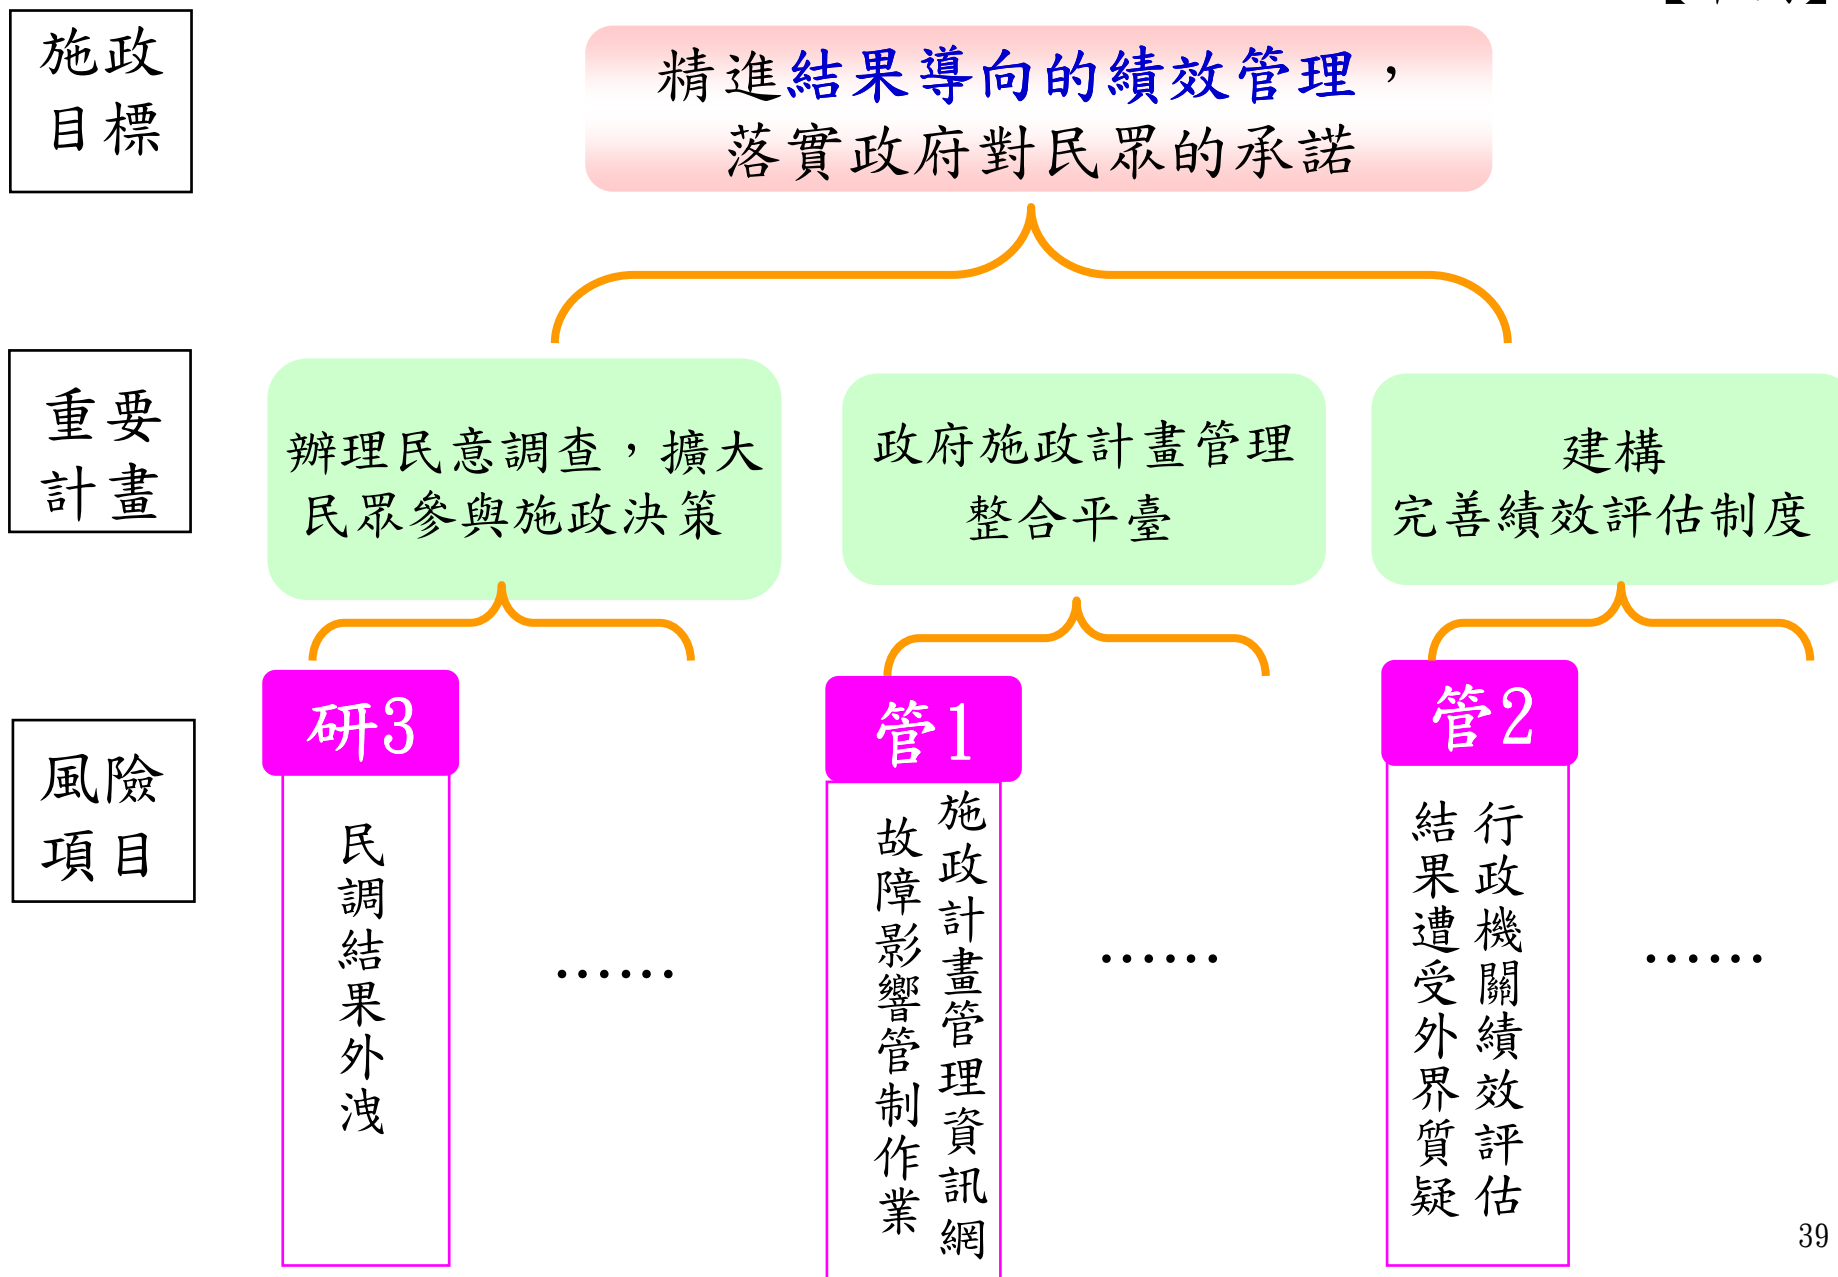 施政
目標
精進結果導向的績效管理，
落實政府對民眾的承諾
重要
計畫
辦理民意調查，擴大
民眾參與施政決策
政府施政計畫管理
整合平臺
建構
完善績效評估制度
風險
項目
研3
民調結果外洩
......
管1
施政計畫管理資訊網
故障影響管制作業
......
管2
行政機關績效評估
結果遭受外界質疑
......
39